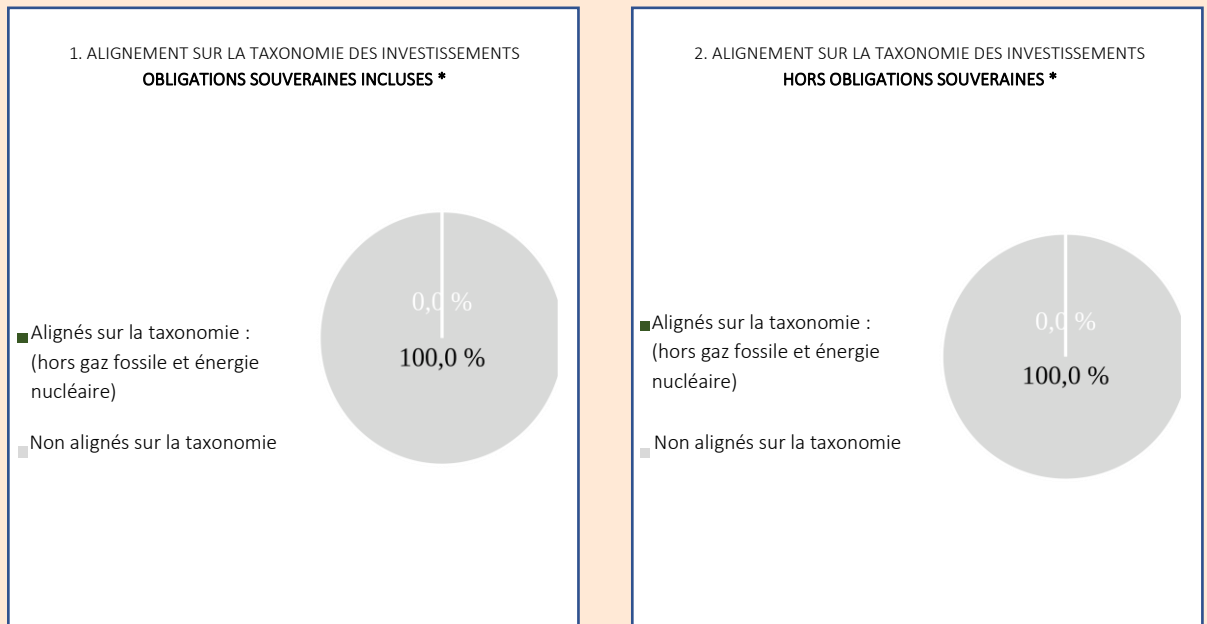 1. ALIGNEMENT SUR LA TAXONOMIE DES INVESTISSEMENTS
OBLIGATIONS SOUVERAINES INCLUSES *
0,0 %
100,0 %
Alignés sur la taxonomie :
(hors gaz fossile et énergie
nucléaire)
Non alignés sur la taxonomie
2. ALIGNEMENT SUR LA TAXONOMIE DES INVESTISSEMENTS
HORS OBLIGATIONS SOUVERAINES *
0,0 %
100,0 %
Alignés sur la taxonomie :
(hors gaz fossile et énergie
nucléaire)
Non alignés sur la taxonomie